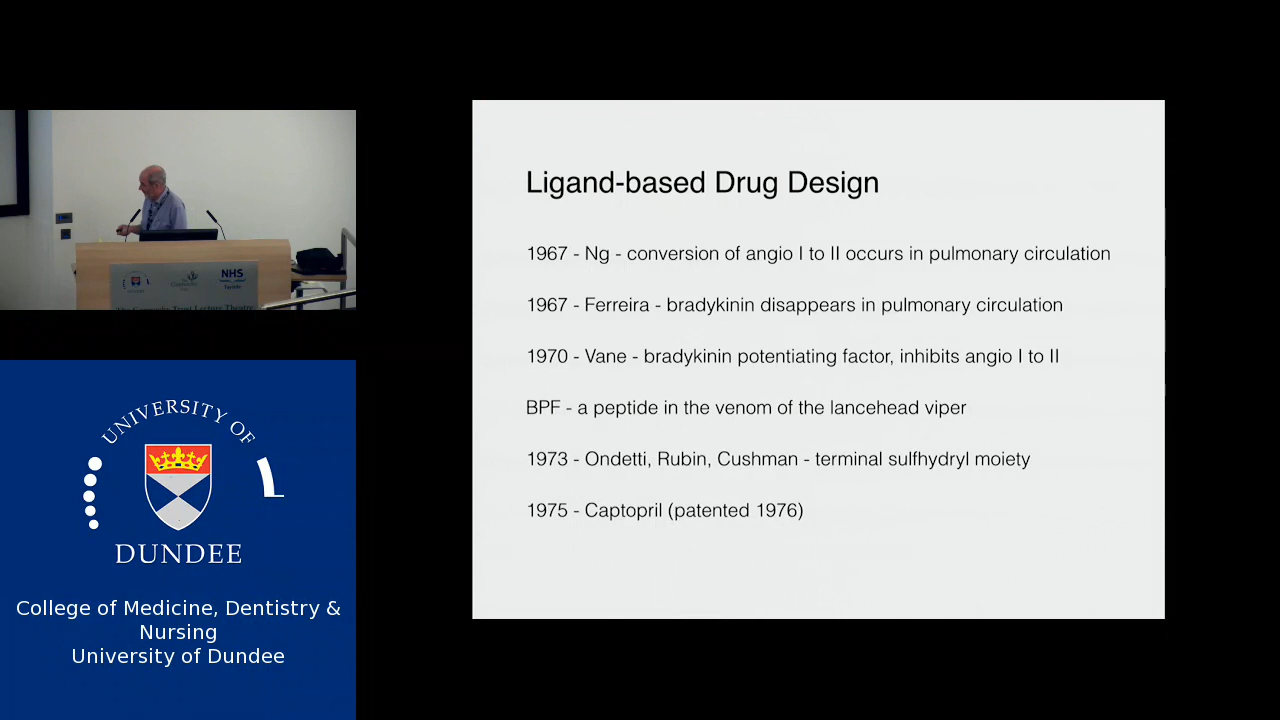 Ligand-based Drug Design
1967 - Ng - conversion of angio I to II occurs in pulmonary circulation
1967 - Ferreira - bradykinin disappears in pulmonary circulation
1970 - Vane - bradykinin potentiating factor, inhibits angio I to II
BPF - a peptide in the venom of the lancehead viper
1973 - Ondetti, Rubin, Cushman - terminal sulfhydryl moiety
1975 - Captopril (patented 1976)
NHS
UNIVERSITY OF
DUNDEE
College of Medicine, Dentistry &
Nursing
University of Dundee